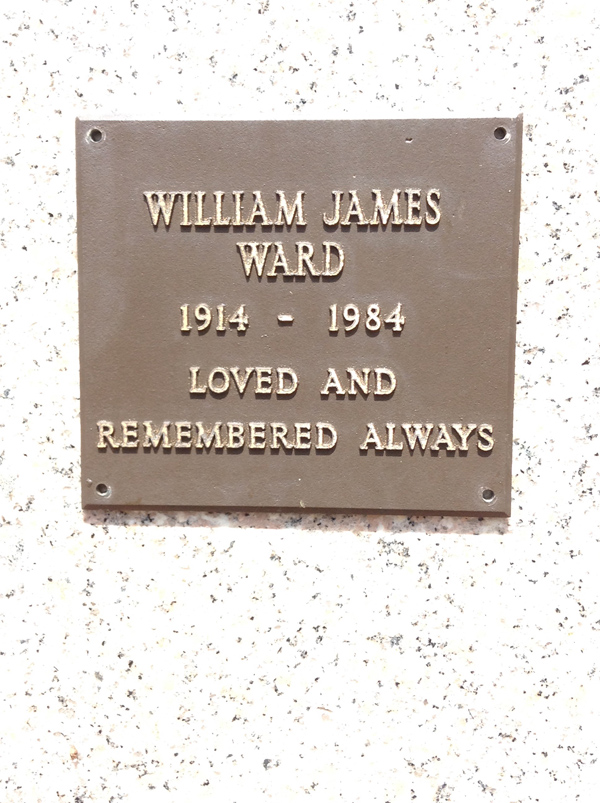 WILLIAM JAMES
WARD
1914 - 1984
LOVED AND
REMEMBERED ALWAYS